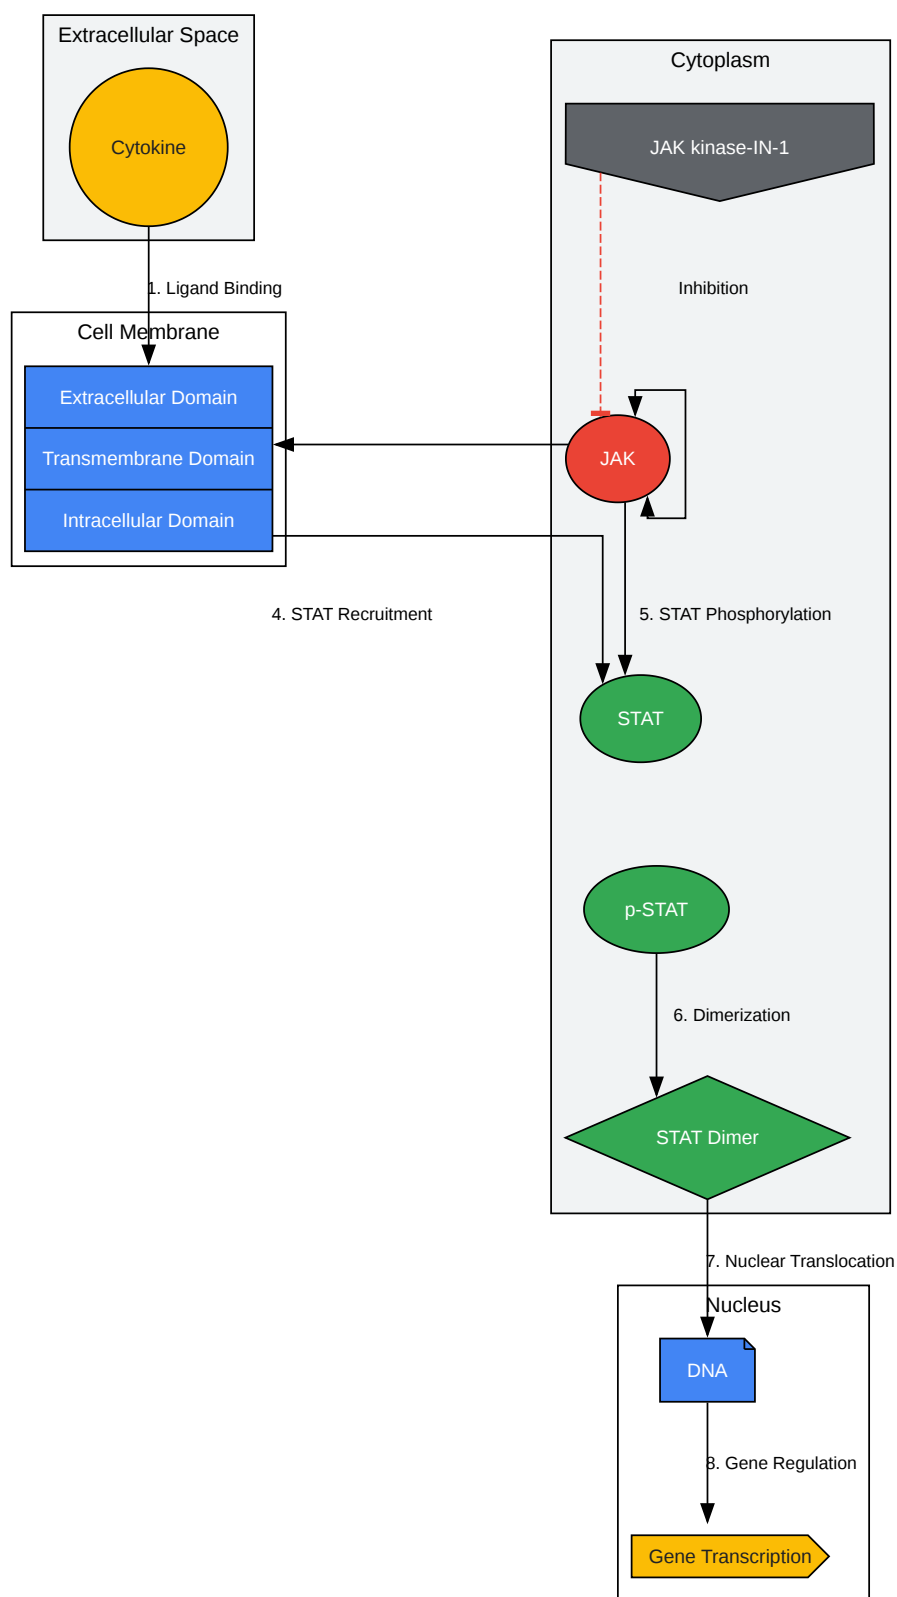 Extracellular Space
Cytokine
1. Ligand Binding
Cell Membrane
Extracellular Domain
Transmembrane Domain
Intracellular Domain
Cytoplasm
JAK kinase-IN-1
Inhibition
JAK
4. STAT Recruitment
5. STAT Phosphorylation
STAT
p-STAT
6. Dimerization
STAT Dimer
7. Nuclear Translocation
Nucleus
DNA
8. Gene Regulation
Gene Transcription